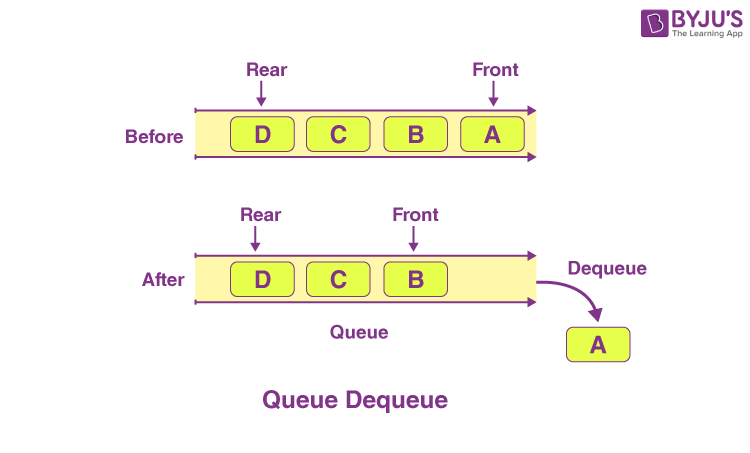 BYJU'S
The Learning App
Rear Front
Before D C B A
Rear Front
After D C B
Dequeue
A
Queue
Queue Dequeue